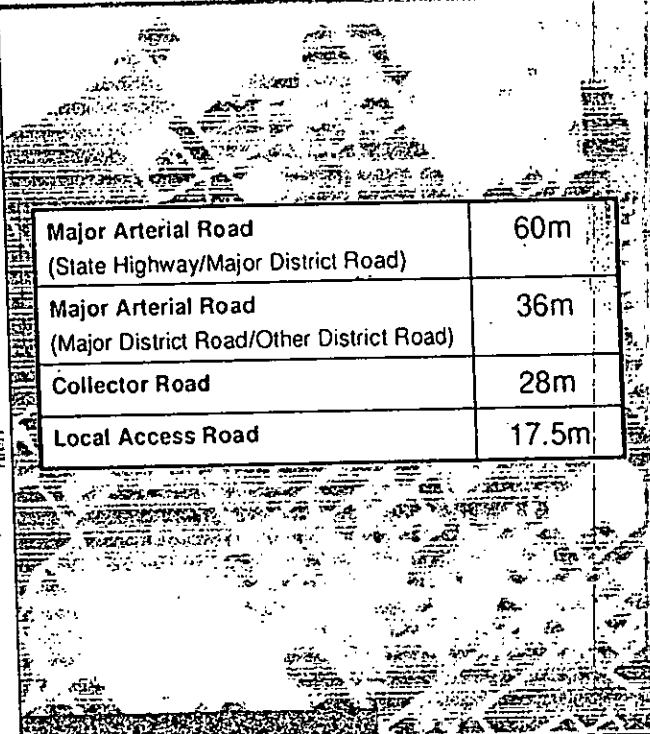 Major Arterial Road 60m
(State Highway/Major District Road)
Major Arterial Road 36m
(Major District Road/Other District Road)
Collector Road 28m
Local Access Road 17.5m